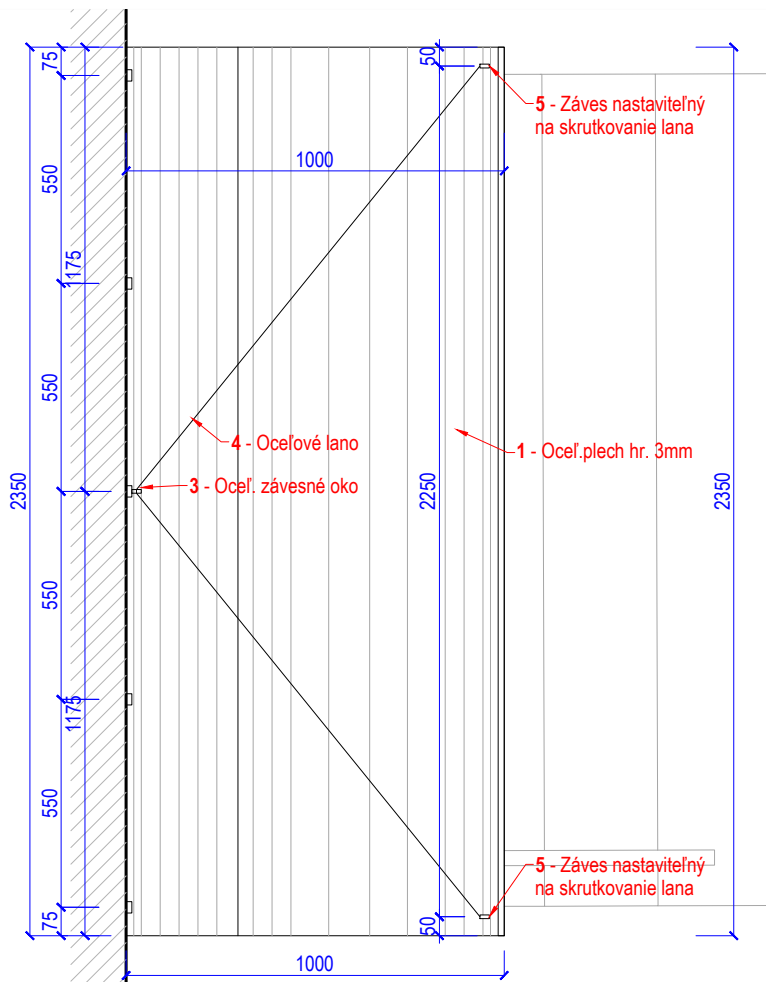 75
50
5 - Záves nastaviteľný
na skrutkovanie lana
1000
550
1175
550
4 - Oceľové lano
1 - Oceľ.plech hr. 3mm
3 - Oceľ. závesné oko
2350
2250
2350
550
1175
550
5 - Záves nastaviteľný
na skrutkovanie lana
75
50
1000